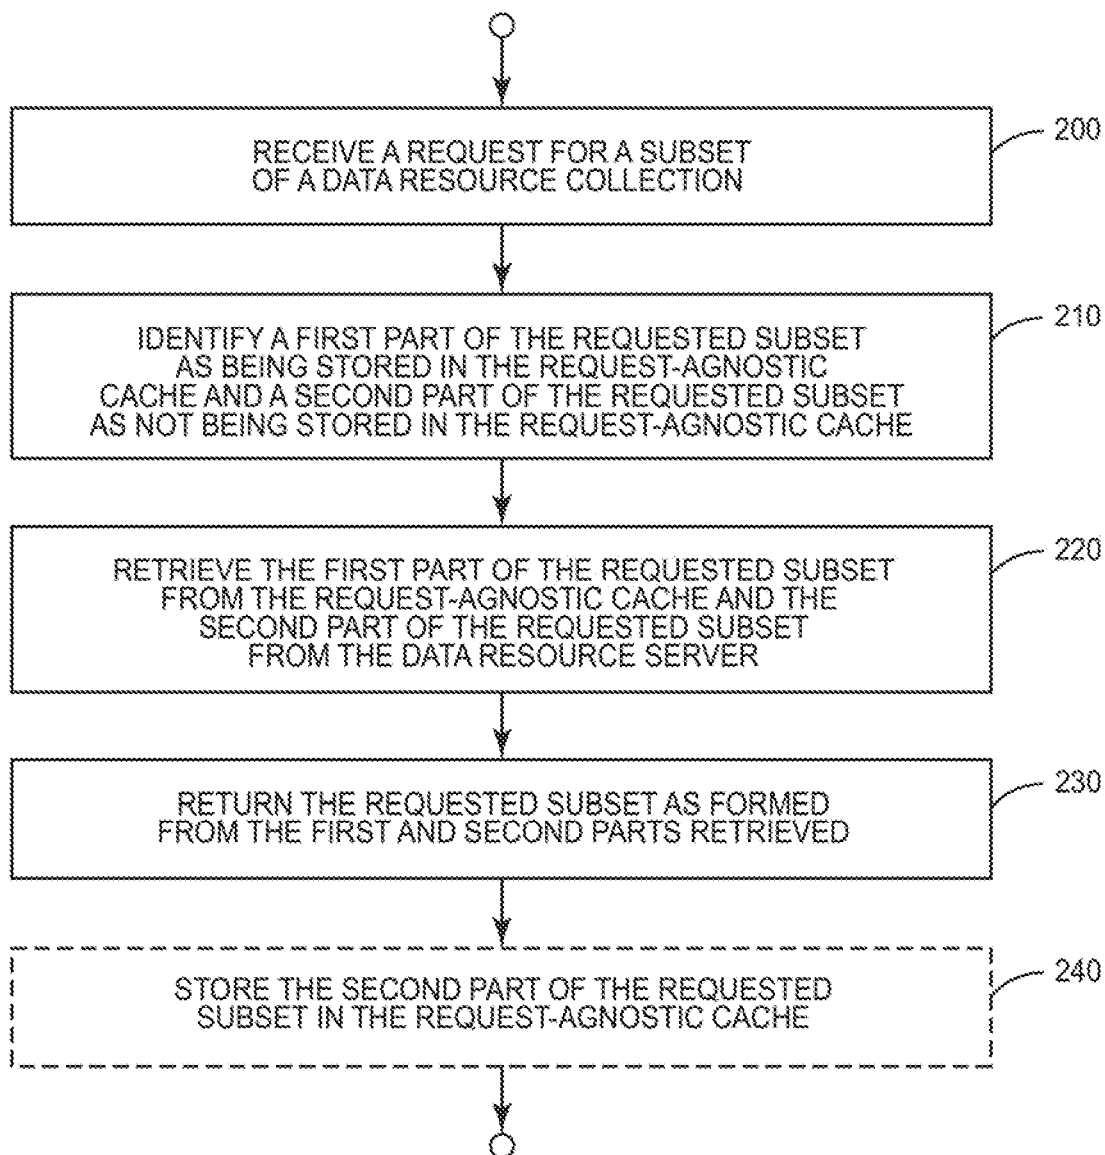 RECEIVE A REQUEST FOR A SUBSET
OF A DATA RESOURCE COLLECTION
200
IDENTIFY A FIRST PART OF THE REQUESTED SUBSET
AS BEING STORED IN THE REQUEST-AGNOSTIC
CACHE AND A SECOND PART OF THE REQUESTED SUBSET
AS NOT BEING STORED IN THE REQUEST-AGNOSTIC CACHE
210
RETRIEVE THE FIRST PART OF THE REQUESTED SUBSET
FROM THE REQUEST-AGNOSTIC CACHE AND THE
SECOND PART OF THE REQUESTED SUBSET
FROM THE DATA RESOURCE SERVER
220
RETURN THE REQUESTED SUBSET AS FORMED
FROM THE FIRST AND SECOND PARTS RETRIEVED
230
STORE THE SECOND PART OF THE REQUESTED
SUBSET IN THE REQUEST-AGNOSTIC CACHE
240